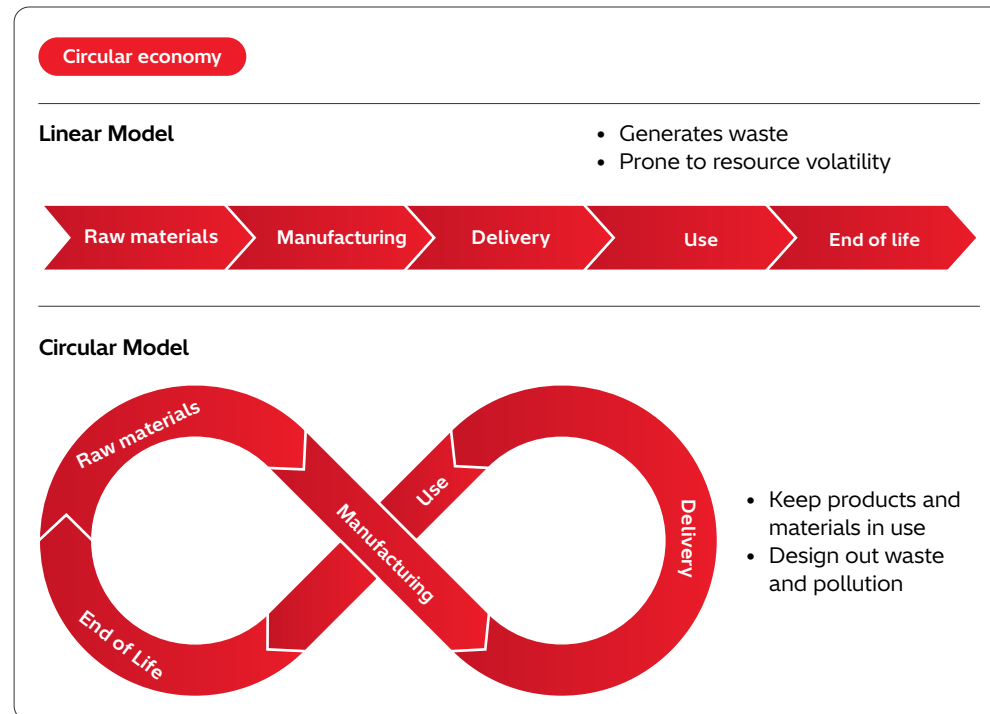 Circular economy
Linear Model
• Generates waste
• Prone to resource volatility
Raw materials
Manufacturing
Delivery
Use
End of life
Circular Model
Raw materials
Manufacturing
Use
Delivery
End of Life
• Keep products and
materials in use
• Design out waste
and pollution